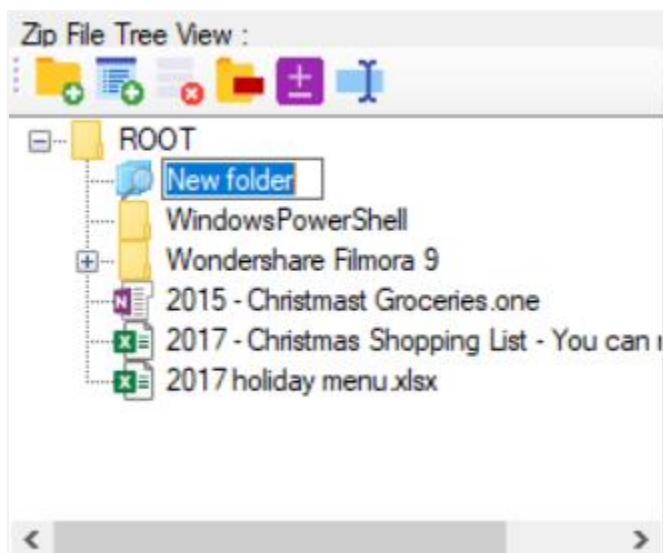 Zip File Tree View :
ROOT
New folder
WindowsPowerShell
Wondershare Filmora 9
2015 - Christmast Groceries.one
2017 - Christmas Shopping List - You can
2017 holiday menu.xlsx